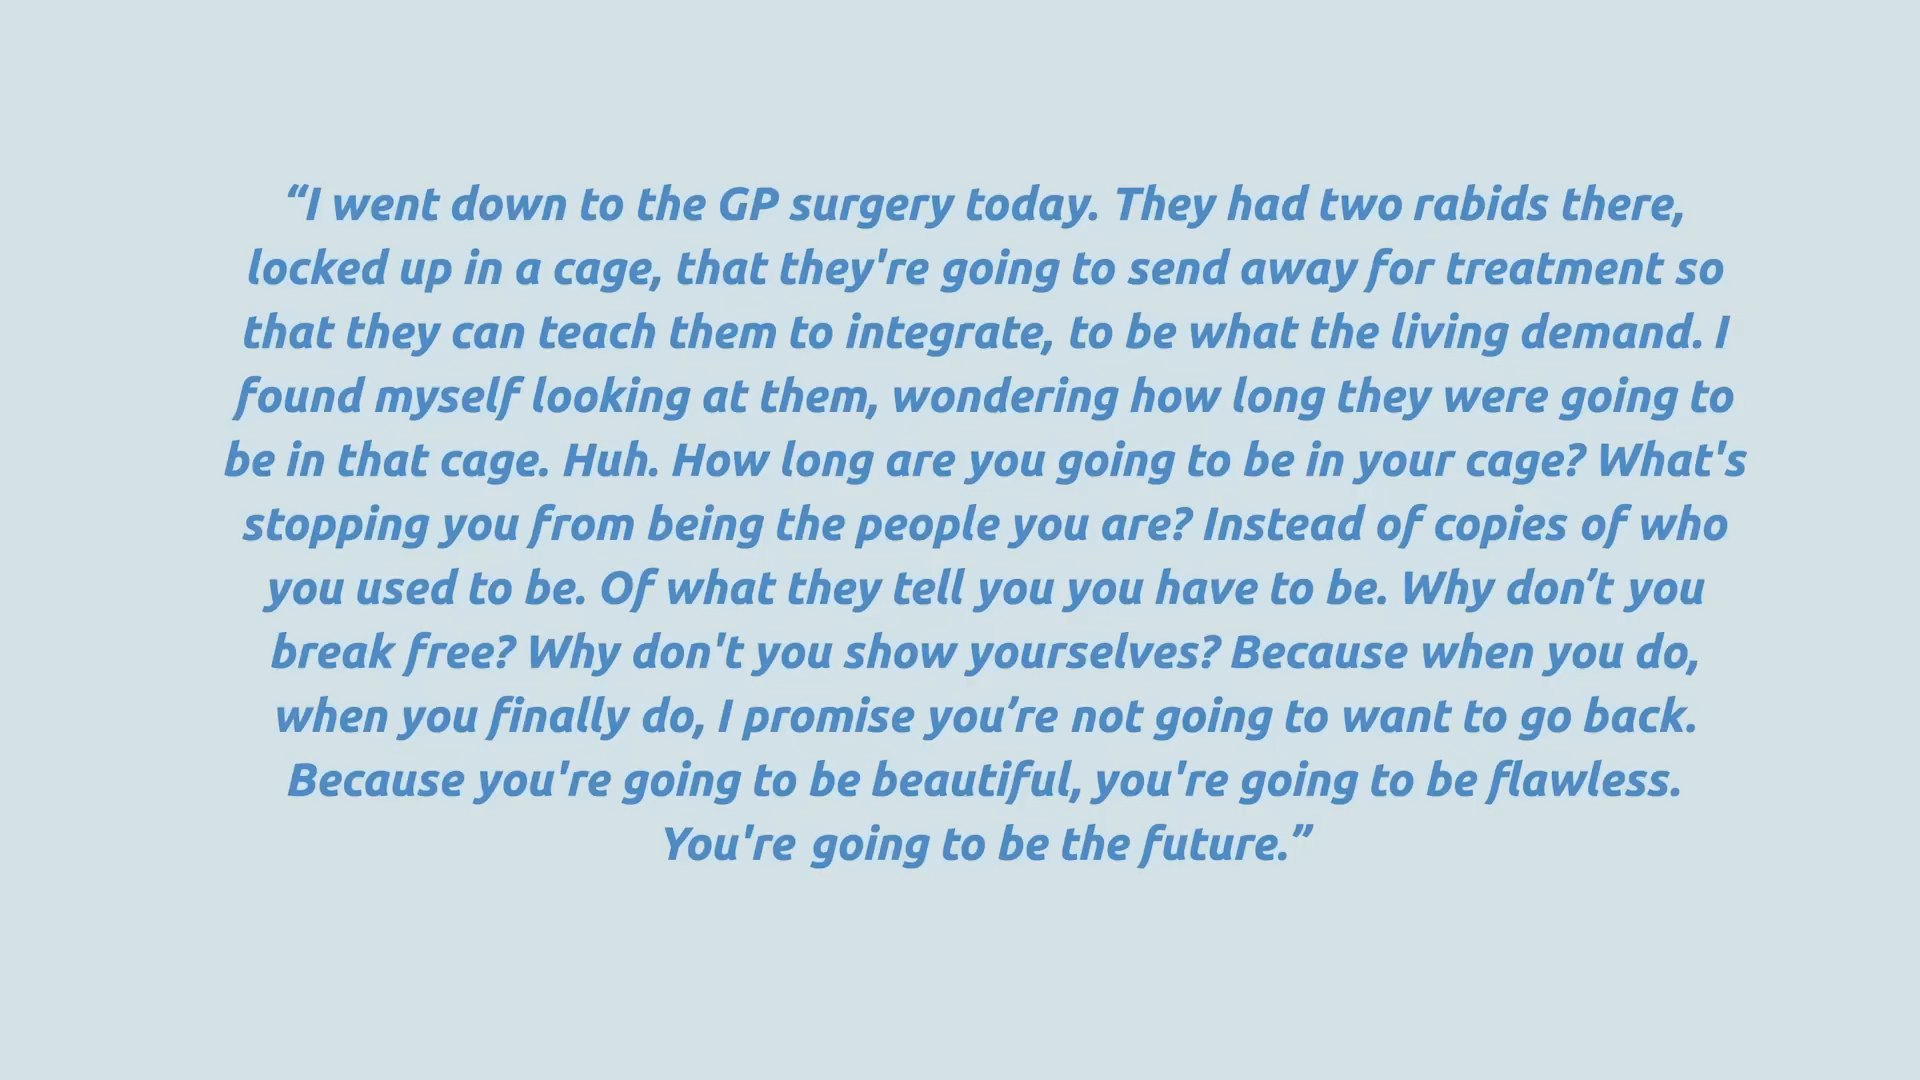 “I went down to the GP surgery today. They had two rabids there,
locked up in a cage, that they're going to send away for treatment so
that they can teach them to integrate, to be what the living demand. I
found myself looking at them, wondering how long they were going to
be in that cage. Huh. How long are you going to be in your cage? What's
stopping you from being the people you are? Instead of copies of who
you used to be. Of what they tell you you have to be. Why don’t you
break free? Why don't you show yourselves? Because when you do,
when you finally do, I promise you’re not going to want to go back.
Because you're going to be beautiful, you're going to be flawless.
You're going to be the future.”